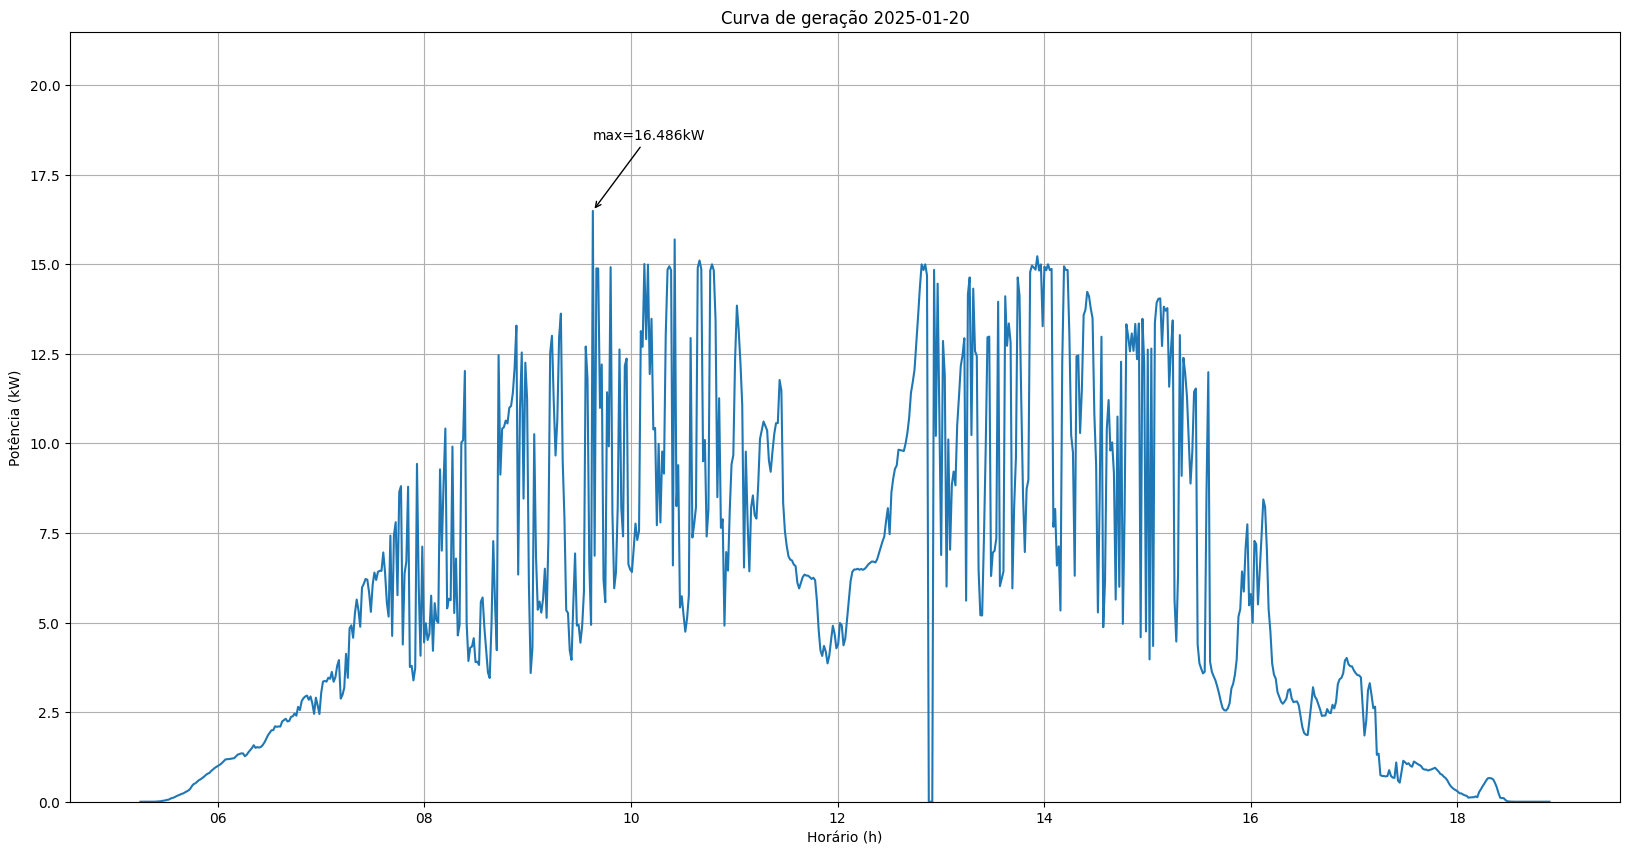 Curva de geração 2025-01-20
20.0
max=16.486kW
17.5
15.0
12.5
Potência (kW)
10.0
7.5
5.0
2.5
0.0
06 08 10 12 14 16 18
Horário (h)